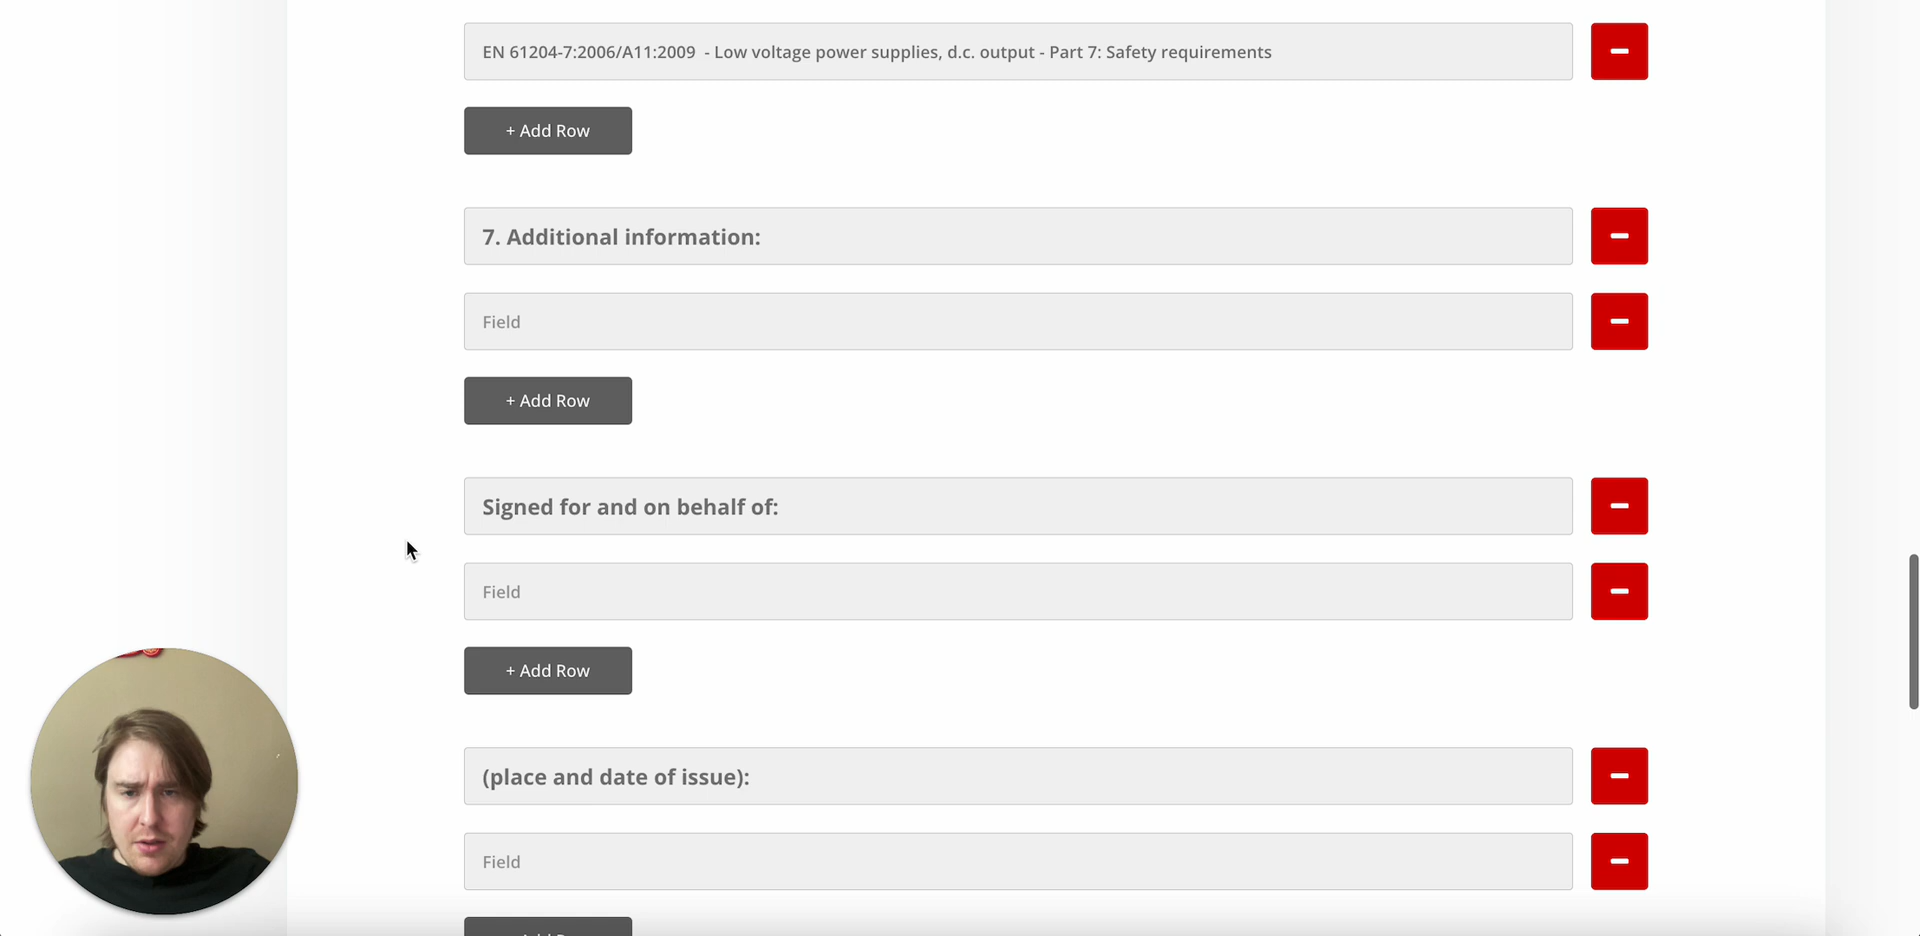 EN 61204-7:2006/A11:2009  - Low voltage power supplies, d.c. output - Part 7: Safety requirements
+ Add Row
7. Additional information:
Field
+ Add Row
Signed for and on behalf of:
Field
+ Add Row
(place and date of issue):
Field